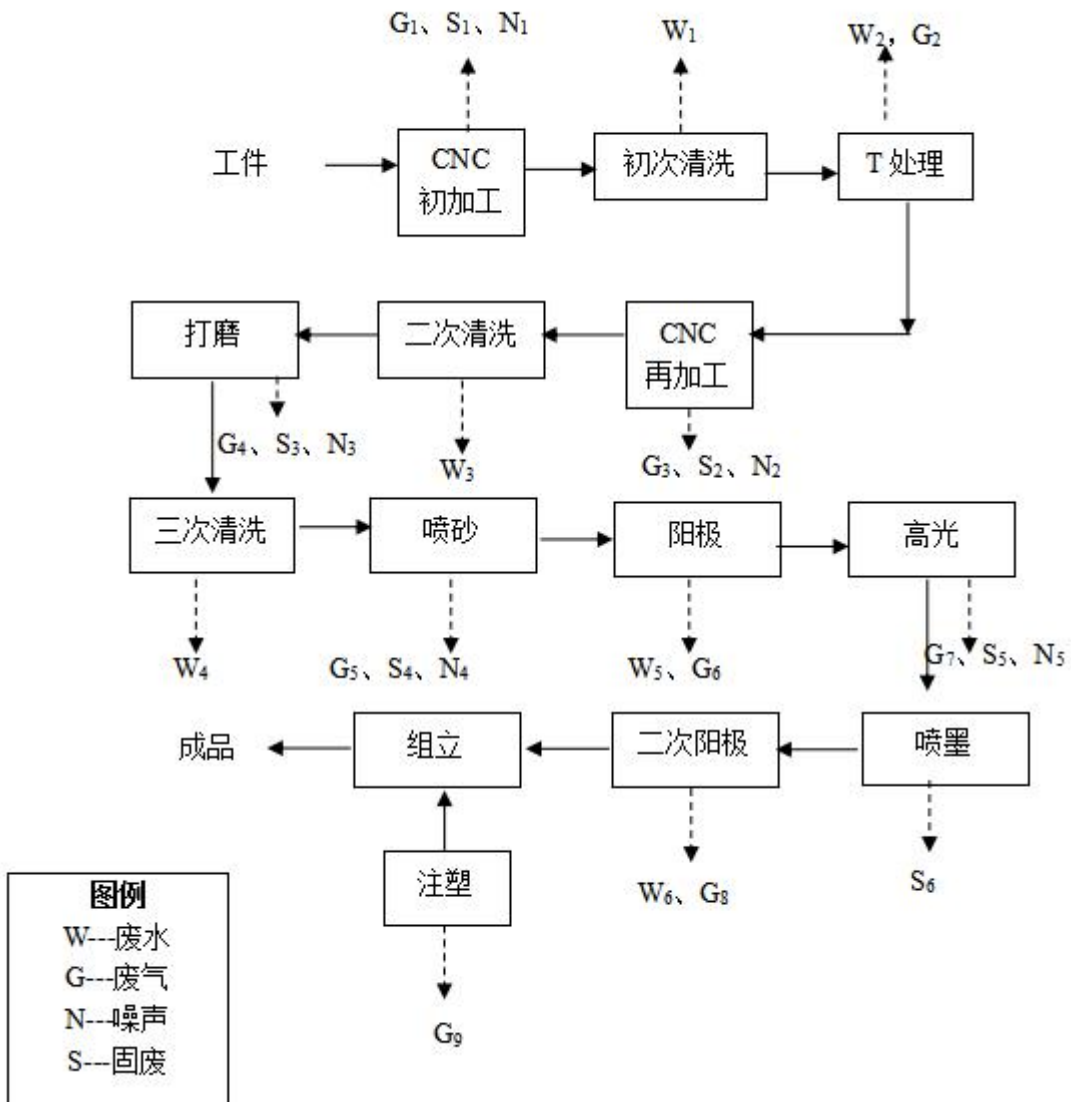 G₁、S₁、N₁
W₁
W₂，G₂
工件
CNC
初加工
初次清洗
T 处理
打磨
二次清洗
CNC
再加工
G₄、S₃、N₃
W₃
G₃、S₂、N₂
三次清洗
喷砂
阳极
高光
W₄
G₅、S₄、N₄
W₅、G₆
G₇、S₅、N₅
成品
组立
二次阳极
喷墨
注塑
W₆、G₈
S₆
G₉
图例
W---废水
G---废气
N---噪声
S---固废